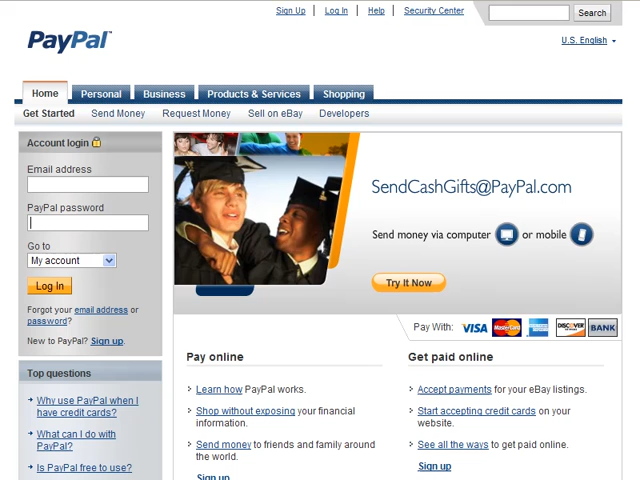 Sign Up | Log In | Help | Security Center Search
PayPal™
U.S. English
Home Personal Business Products & Services Shopping
Get Started Send Money Request Money Sell on eBay Developers
Account login
Email address
PayPal password
Go to
My account
Log In
Forgot your email address or
password?
New to PayPal? Sign up.
Top questions
Why use PayPal when I
have credit cards?
What can I do with
PayPal?
Is PayPal free to use?
SendCashGifts@PayPal.com
Send money via computer or mobile
Try It Now
Pay With: VISA MasterCard DISCOVER BANK
Pay online
Learn how PayPal works.
Shop without exposing your financial
information.
Send money to friends and family around
the world.
Sign up
Get paid online
Accept payments for your eBay listings.
Start accepting credit cards on your
website.
See all the ways to get paid online.
Sign up